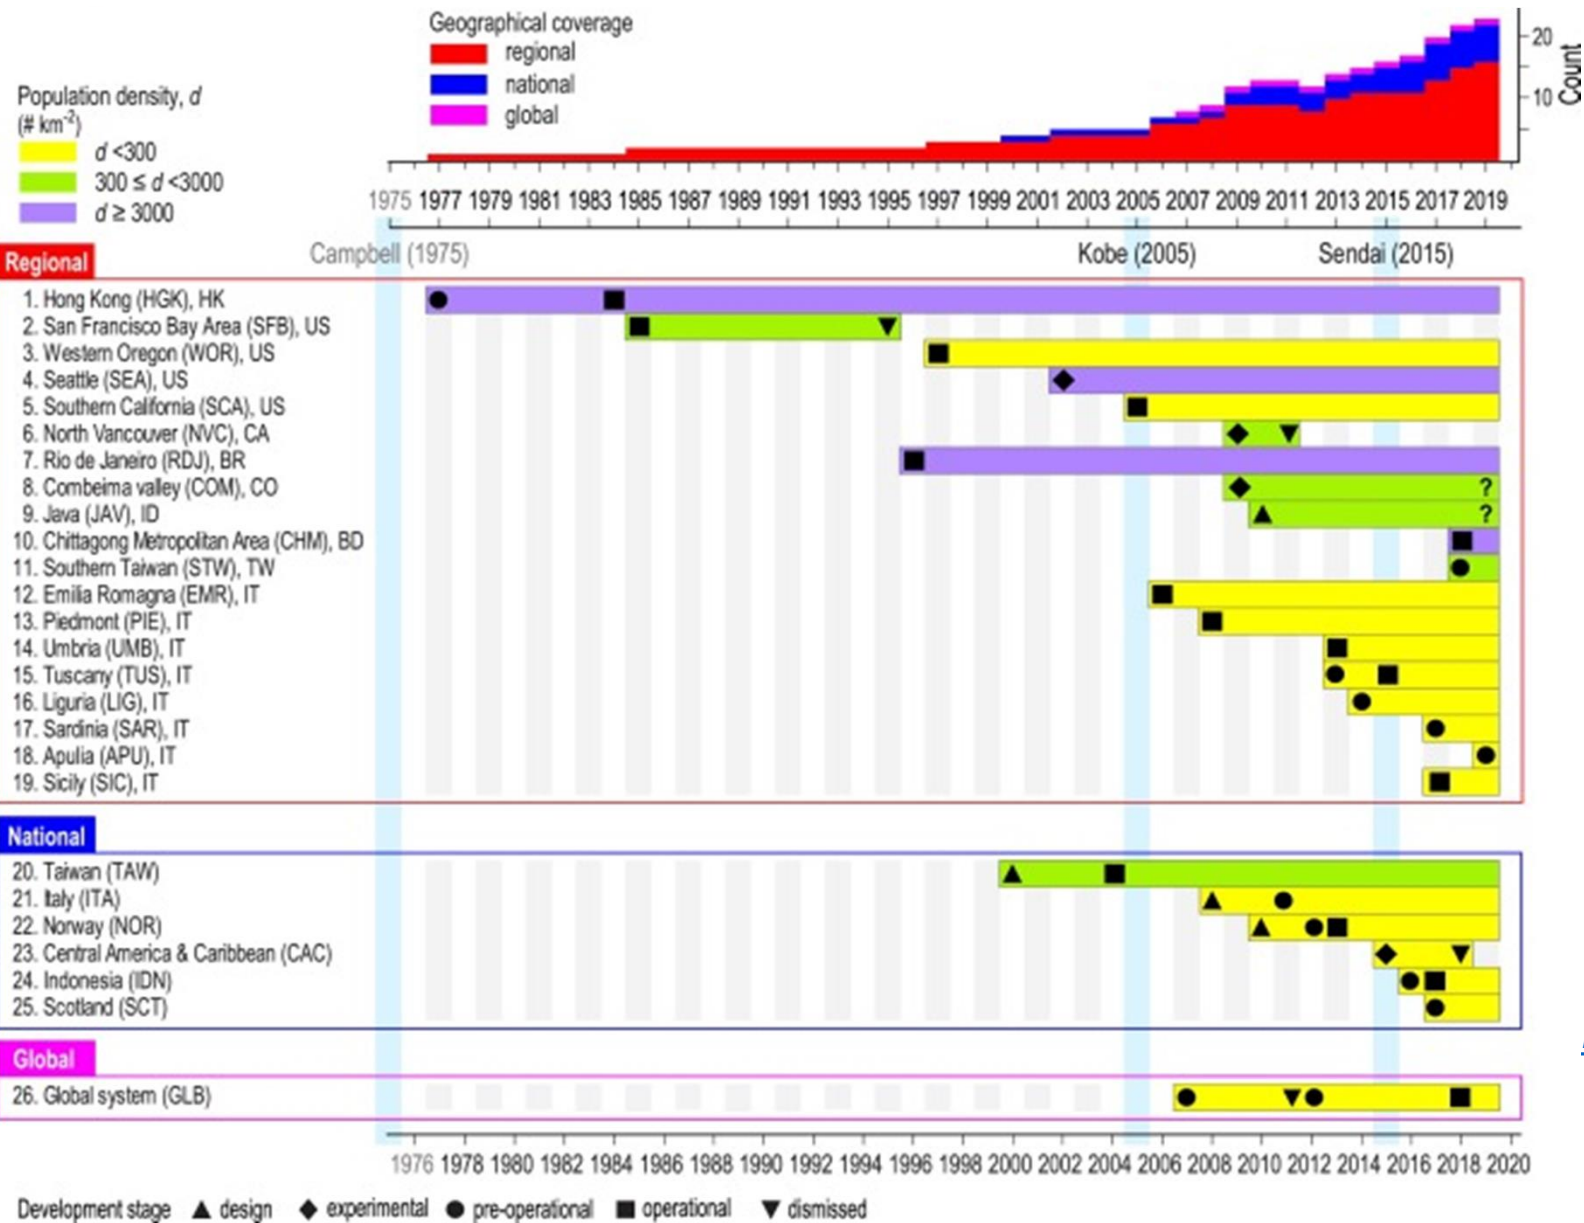 Geographical coverage
regional
national
global
20
10
Count
Population density, d
(# km-2)
d <300
300 ≤ d <3000
d ≥ 3000
1975 1977 1979 1981 1983 1985 1987 1989 1991 1993 1995 1997 1999 2001 2003 2005 2007 2009 2011 2013 2015 2017 2019
Campbell (1975) Kobe (2005) Sendai (2015)
Regional
1. Hong Kong (HGK), HK
2. San Francisco Bay Area (SFB), US
3. Western Oregon (WOR), US
4. Seattle (SEA), US
5. Southern California (SCA), US
6. North Vancouver (NVC), CA
7. Rio de Janeiro (RDJ), BR
8. Combeima valley (COM), CO ?
9. Java (JAV), ID ?
10. Chittagong Metropolitan Area (CHM), BD
11. Southern Taiwan (STW), TW
12. Emilia Romagna (EMR), IT
13. Piedmont (PIE), IT
14. Umbria (UMB), IT
15. Tuscany (TUS), IT
16. Liguria (LIG), IT
17. Sardinia (SAR), IT
18. Apulia (APU), IT
19. Sicily (SIC), IT
National
20. Taiwan (TAW)
21. Italy (ITA)
22. Norway (NOR)
23. Central America & Caribbean (CAC)
24. Indonesia (IDN)
25. Scotland (SCT)
Global
26. Global system (GLB)
1976 1978 1980 1982 1984 1986 1988 1990 1992 1994 1996 1998 2000 2002 2004 2006 2008 2010 2012 2014 2016 2018 2020
Development stage ▲ design ◆ experimental ● pre-operational ■ operational ▼ dismissed